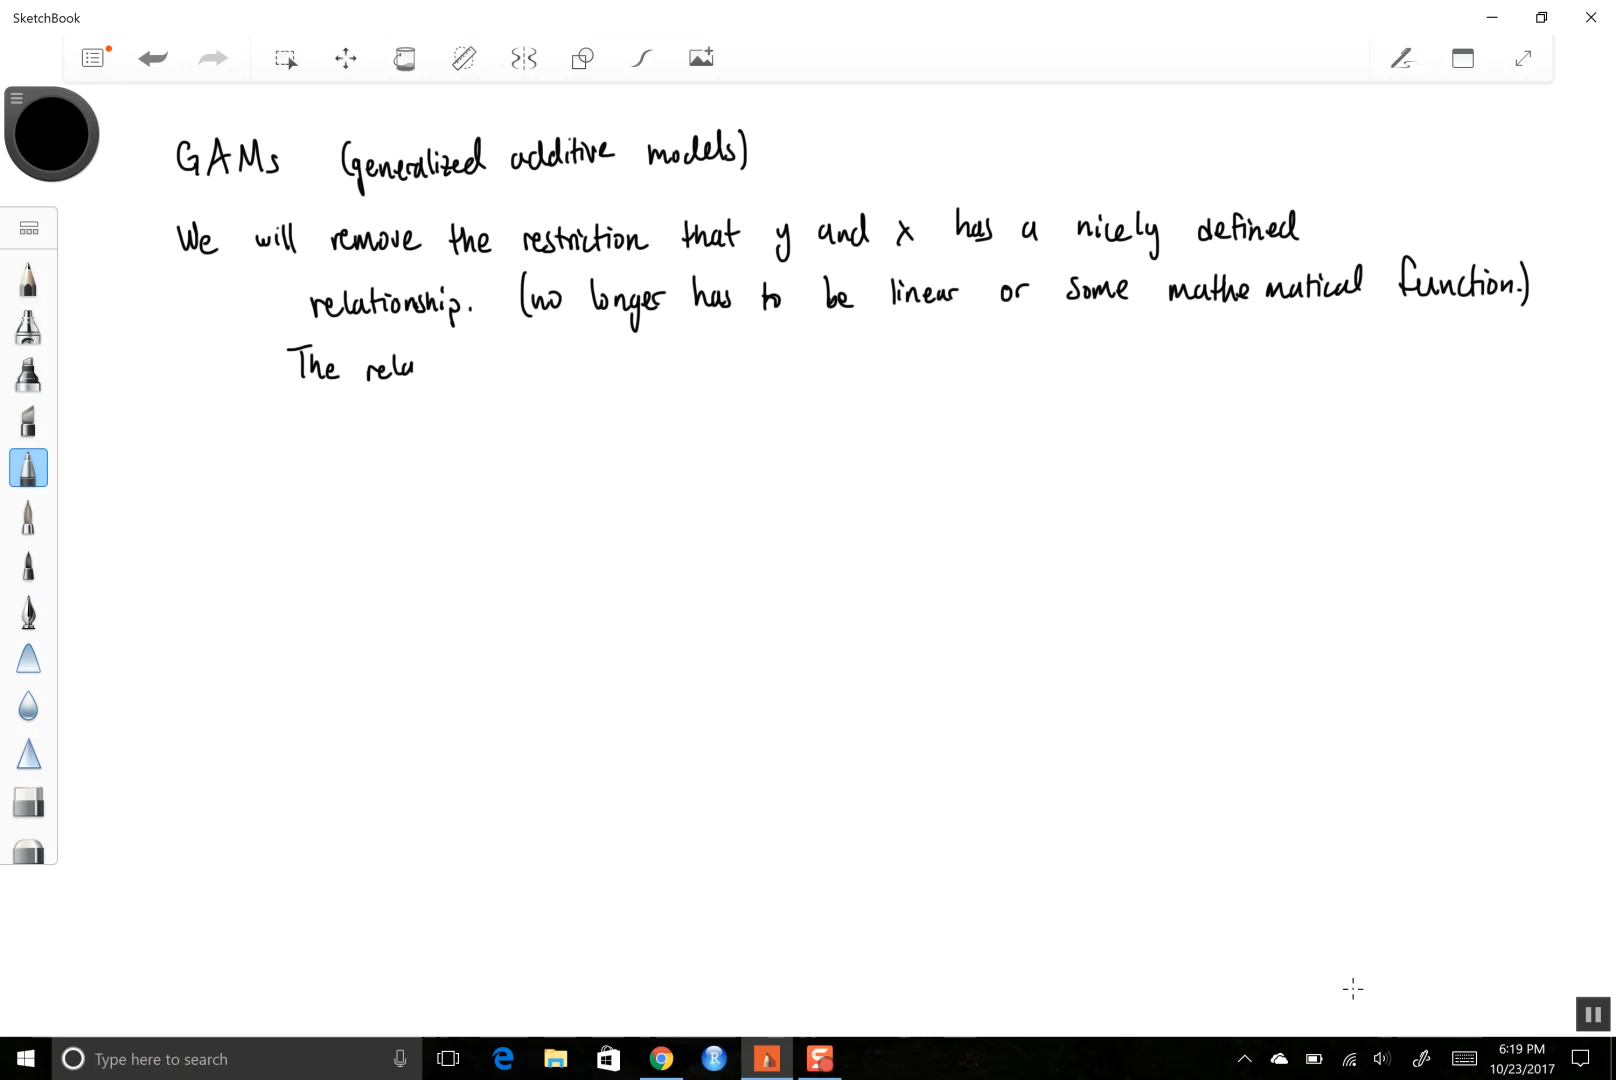 SketchBook
GAMs (generalized additive models)
We will remove the restriction that y and x has a nicely defined
relationship. (no longer has to be linear or some mathematical function.)
The rela
Type here to search
6:19 PM
10/23/2017